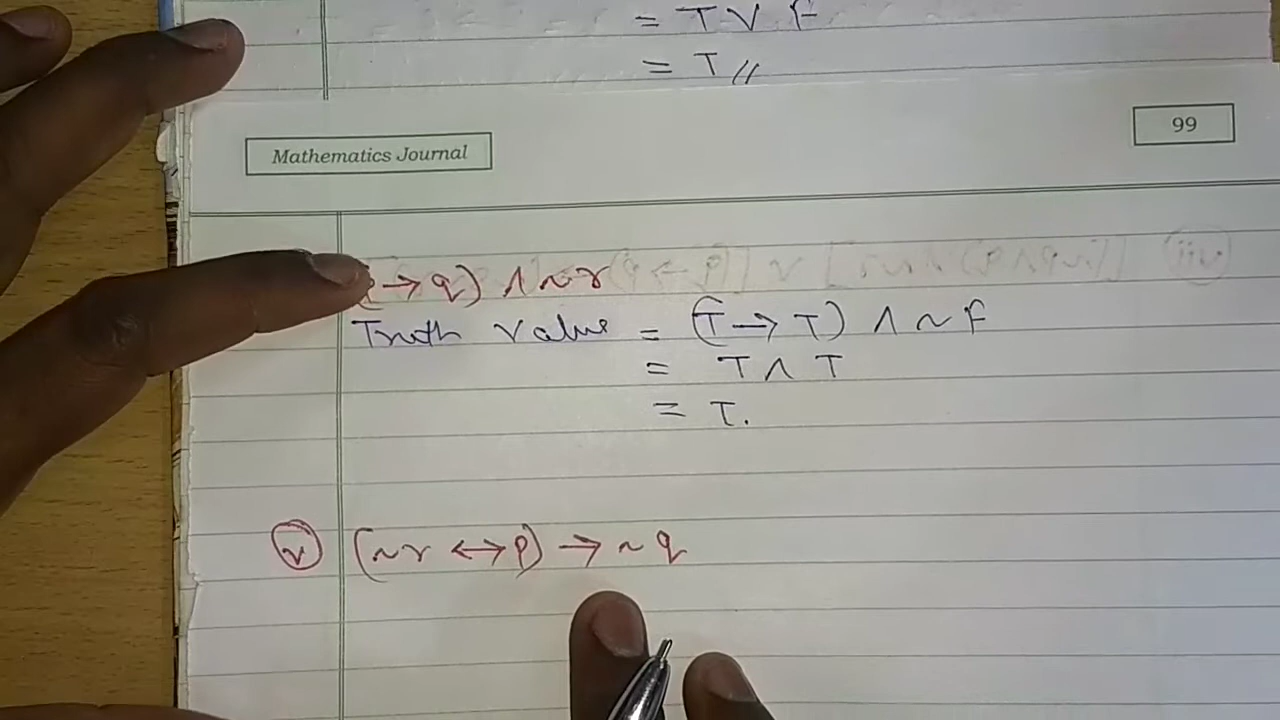 = T ∨ F
= T //
Mathematics Journal
99
→ q) ∧ ~r
Truth Value = (T → T) ∧ ~F
= T ∧ T
= T.
(v) (~r ↔ p) → ~q